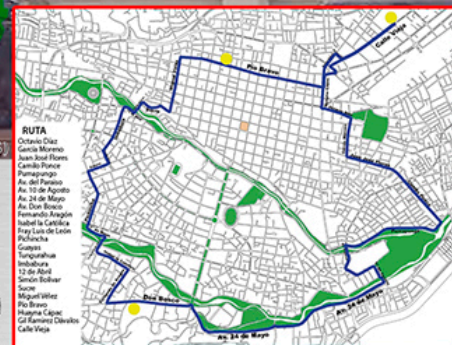 RUTA
Octavio Díaz
García Moreno
Juan José Flores
Camilo Ponce
Pumapungo
Av. del Paraíso
Av. 10 de Agosto
Av. 24 de Mayo
Av. Don Bosco
Fernando Aragón
Isabel la Católica
Fray Luis de León
Pichincha
Guayas
Tungurahua
Imbabura
12 de Abril
Simón Bolívar
Sucre
Miguel Vélez
Pío Bravo
Huayna Cápac
Gil Ramírez Dávalos
Calle Vieja
Calle Vieja
Pío Bravo
Don Bosco
Av. 24 de Mayo
Av. 24 de Mayo